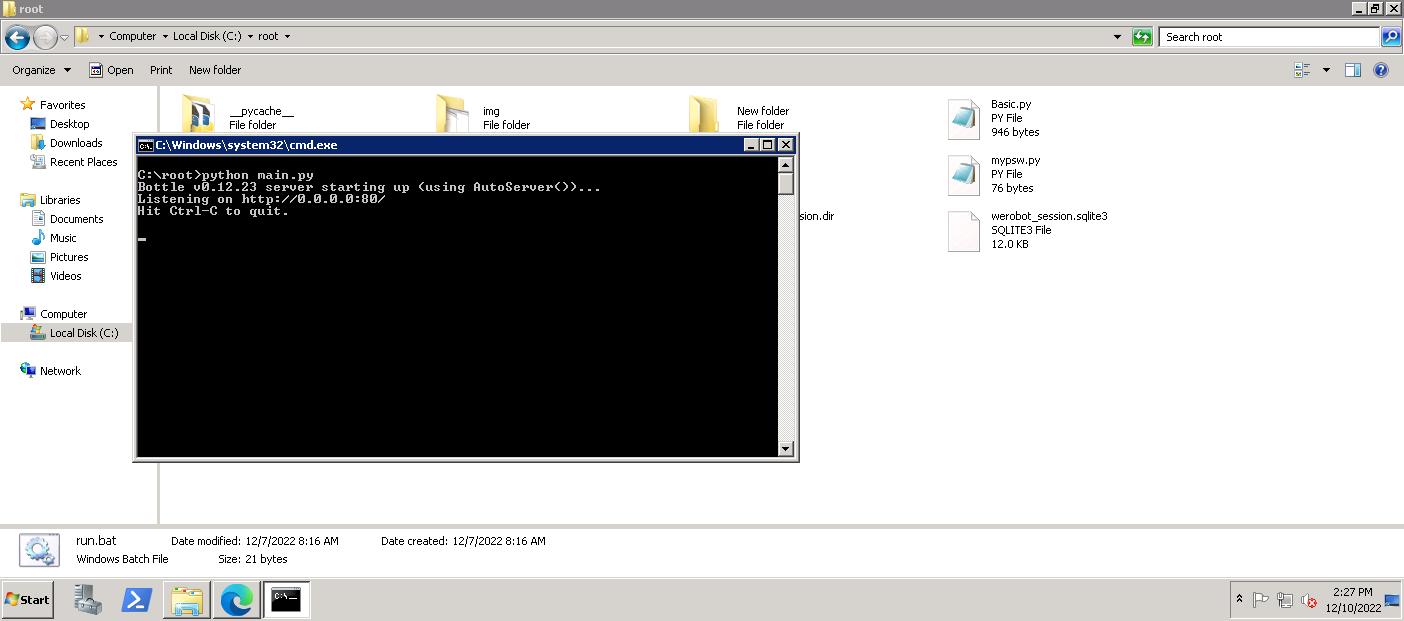 root
Computer
Local Disk (C:)
root
Search root
Organize
Open
Print
New folder
Favorites
Desktop
Downloads
Recent Places
Libraries
Documents
Music
Pictures
Videos
Computer
Local Disk (C:)
Network
__pycache__
File folder
img
File folder
New folder
File folder
Basic.py
PY File
946 bytes
mypsw.py
PY File
76 bytes
sion.dir
werobot_session.sqlite3
SQLITE3 File
12.0 KB
C:\Windows\system32\cmd.exe
C:\root>python main.py
Bottle v0.12.23 server starting up (using AutoServer())...
Listening on http://0.0.0.0:80/
Hit Ctrl-C to quit.
run.bat
Date modified: 12/7/2022 8:16 AM
Date created: 12/7/2022 8:16 AM
Windows Batch File
Size: 21 bytes
Start
C:\_
2:27 PM
12/10/2022